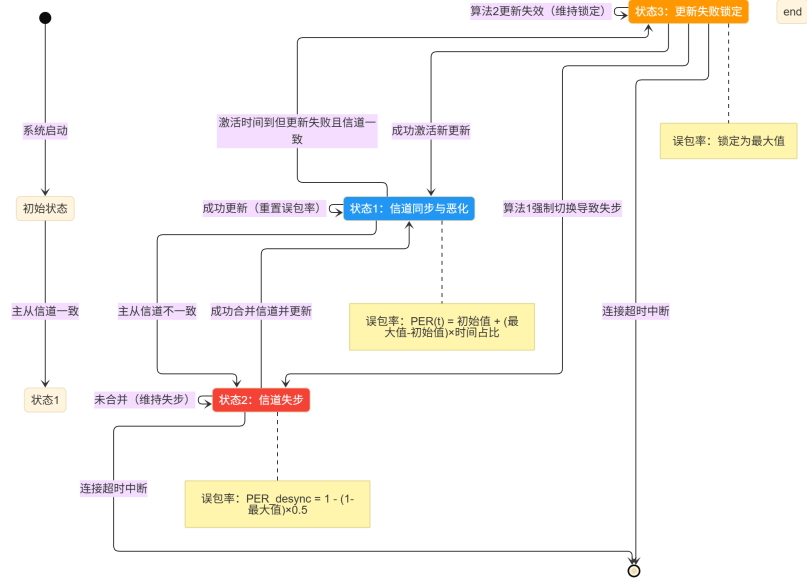 算法2更新失效（维持锁定）
状态3：更新失败锁定
end
系统启动
激活时间到但更新失败且信道一
致
成功激活新更新
误包率：锁定为最大值
初始状态
成功更新（重置误包率）
状态1：信道同步与恶化
算法1强制切换导致失步
主从信道一致
主从信道不一致
成功合并信道并更新
误包率：PER(t) = 初始值 + (最
大值-初始值)×时间占比
连接超时中断
状态1
未合并（维持失步）
状态2：信道失步
连接超时中断
误包率：PER_desync = 1 - (1-
最大值)×0.5